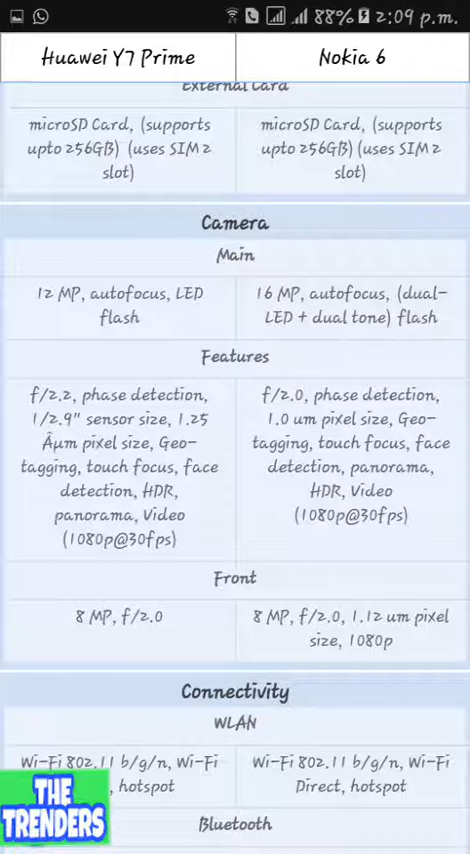 88% 2:09 p.m.
Huawei Y7 Prime
Nokia 6
External Card
microSD Card, (supports
upto 256GB) (uses SIM 2
slot)
microSD Card, (supports
upto 256GB) (uses SIM 2
slot)
Camera
Main
12 MP, autofocus, LED
flash
16 MP, autofocus, (dual-
LED + dual tone) flash
Features
f/2.2, phase detection,
1/2.9" sensor size, 1.25
Âµm pixel size, Geo-
tagging, touch focus, face
detection, HDR,
panorama, Video
(1080p@30fps)
f/2.0, phase detection,
1.0 um pixel size, Geo-
tagging, touch focus, face
detection, panorama,
HDR, Video
(1080p@30fps)
Front
8 MP, f/2.0
8 MP, f/2.0, 1.12 um pixel
size, 1080p
Connectivity
WLAN
Wi-Fi 802.11 b/g/n, Wi-Fi
, hotspot
Wi-Fi 802.11 b/g/n, Wi-Fi
Direct, hotspot
THE
TRENDERS
Bluetooth